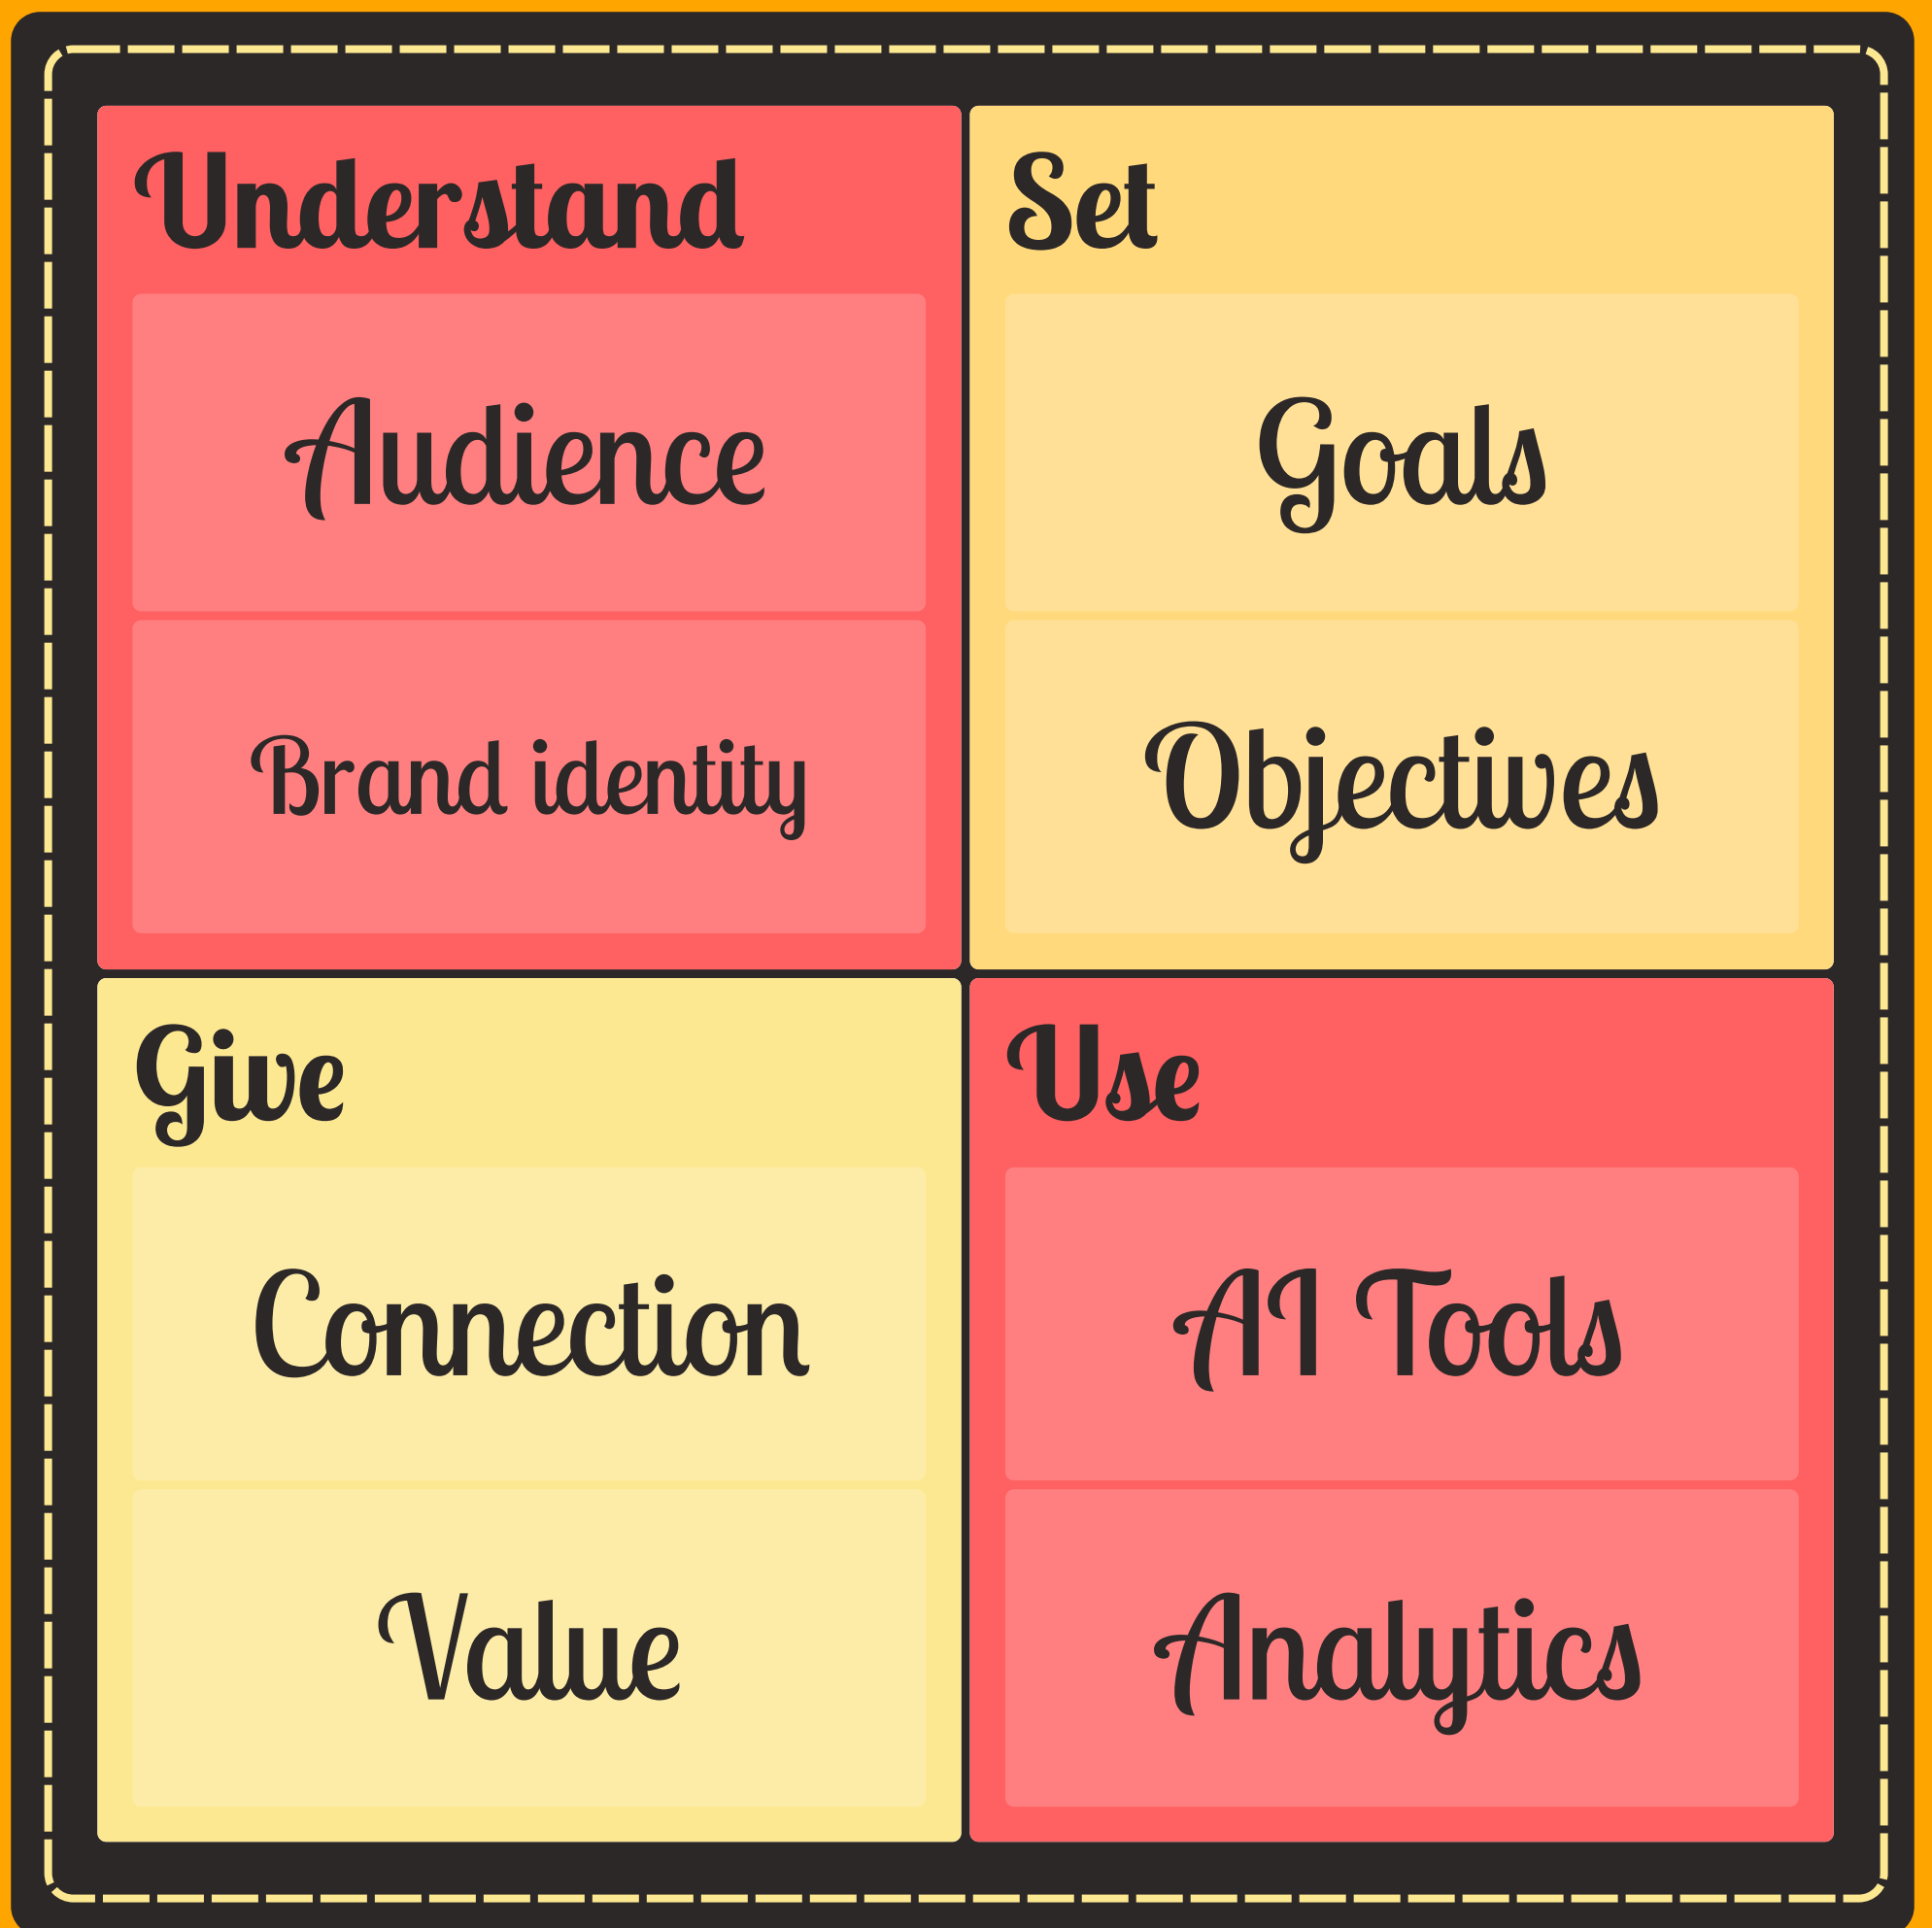 Understand
Audience
Brand identity
Set
Goals
Objectives
Give
Connection
Value
Use
AI Tools
Analytics